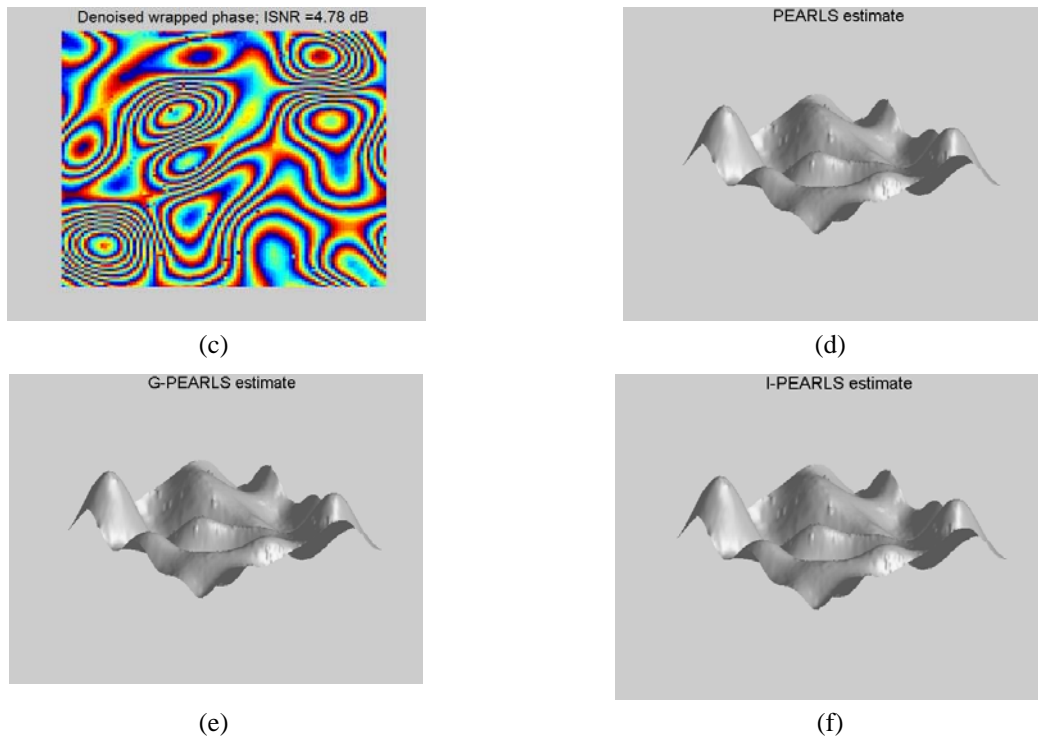 Denoised wrapped phase; ISNR =4.78 dB
PEARLS estimate
(c)
(d)
G-PEARLS estimate
I-PEARLS estimate
(e)
(f)